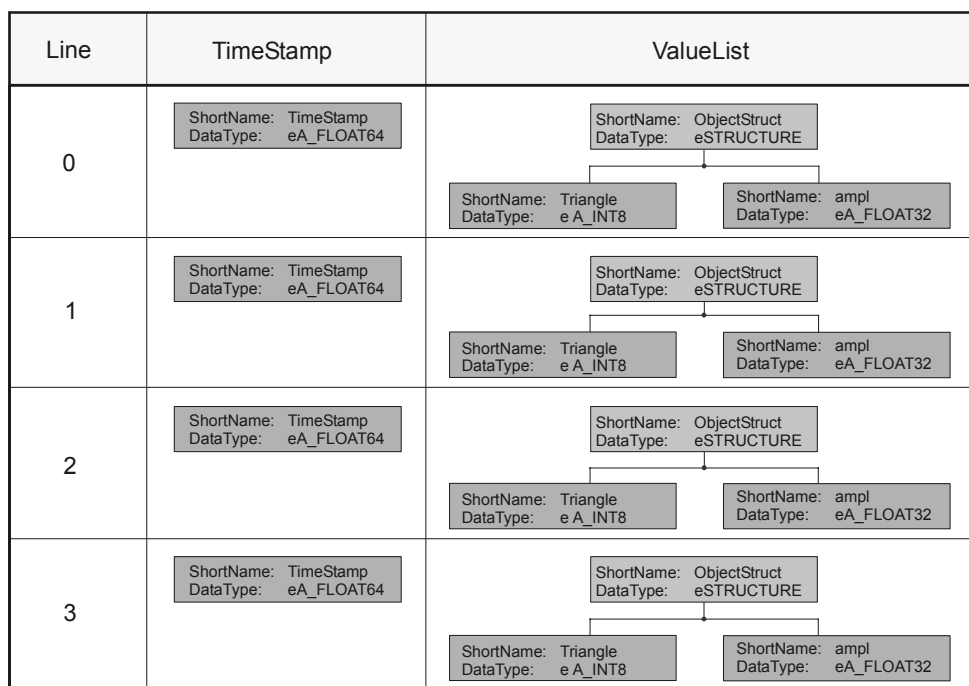 Line TimeStamp ValueList
0
ShortName: TimeStamp
DataType: eA_FLOAT64
ShortName: ObjectStruct
DataType: eSTRUCTURE
ShortName: Triangle
DataType: e A_INT8
ShortName: ampl
DataType: eA_FLOAT32
1
ShortName: TimeStamp
DataType: eA_FLOAT64
ShortName: ObjectStruct
DataType: eSTRUCTURE
ShortName: Triangle
DataType: e A_INT8
ShortName: ampl
DataType: eA_FLOAT32
2
ShortName: TimeStamp
DataType: eA_FLOAT64
ShortName: ObjectStruct
DataType: eSTRUCTURE
ShortName: Triangle
DataType: e A_INT8
ShortName: ampl
DataType: eA_FLOAT32
3
ShortName: TimeStamp
DataType: eA_FLOAT64
ShortName: ObjectStruct
DataType: eSTRUCTURE
ShortName: Triangle
DataType: e A_INT8
ShortName: ampl
DataType: eA_FLOAT32